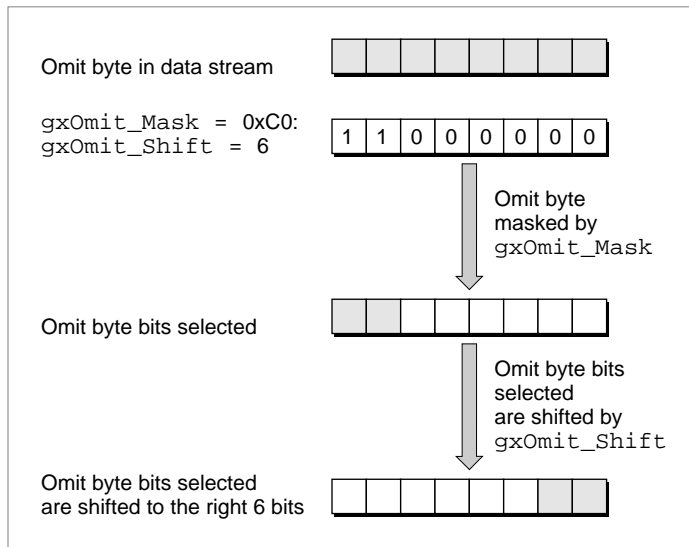 Omit byte in data stream
gxOmit_Mask = 0xC0:
gxOmit_Shift = 6
1 1 0 0 0 0 0 0
Omit byte
masked by
gxOmit_Mask
Omit byte bits selected
Omit byte bits
selected
are shifted by
gxOmit_Shift
Omit byte bits selected
are shifted to the right 6 bits